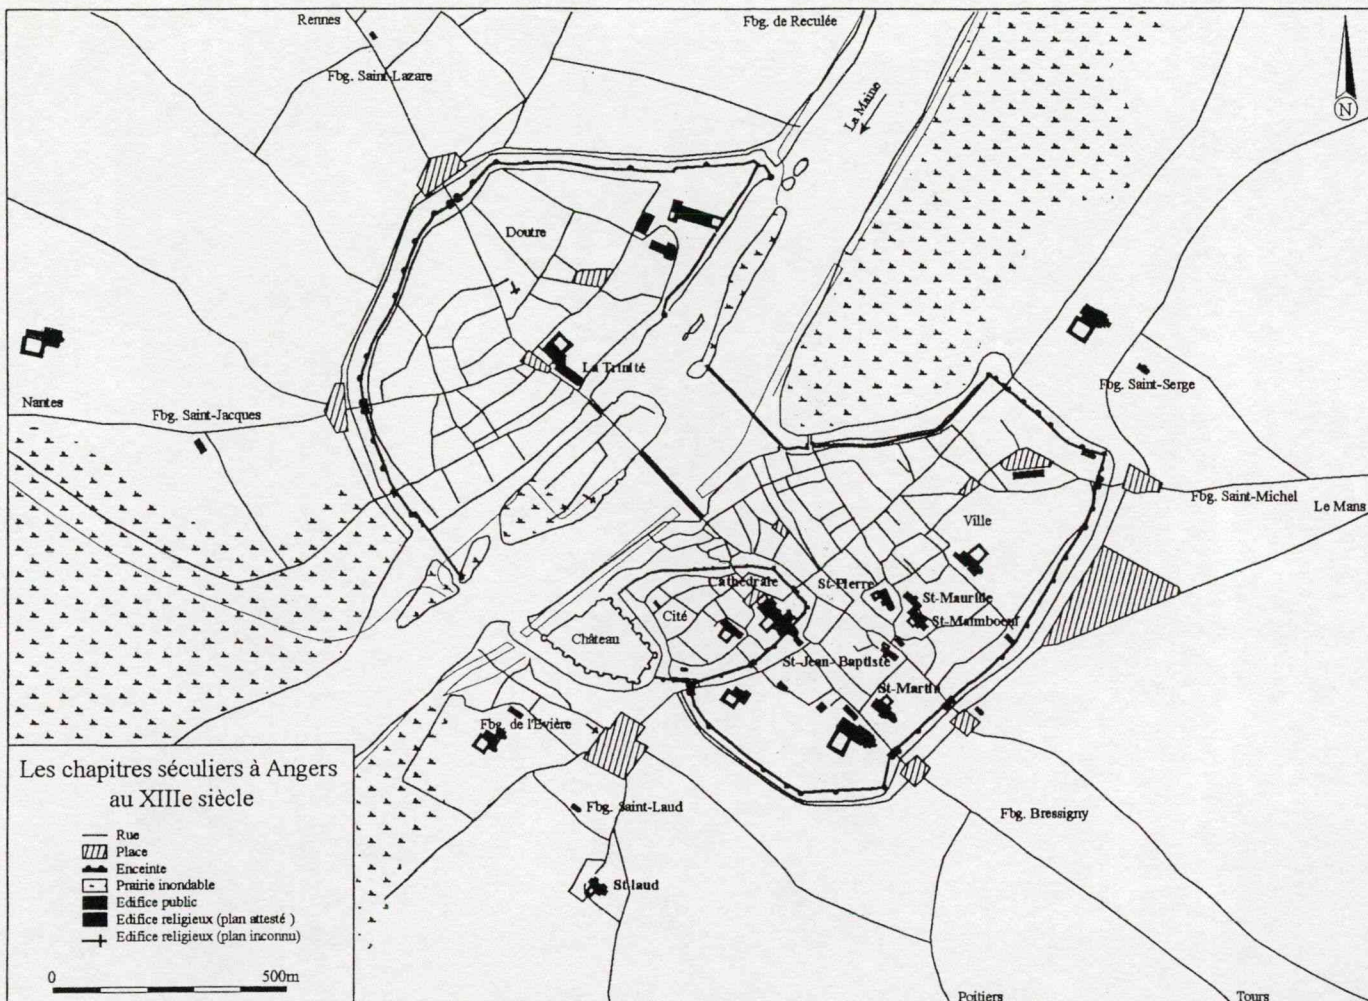 Rennes
Fbg. de Reculée
Fbg. Saint-Lazare
La Maine
N
Doutre
La Trinité
Nantes
Fbg. Saint-Jacques
Fbg. Saint-Serge
Fbg. Saint-Michel
Le Mans
Ville
Cathédrale
St-Pierre
St-Maurille
St-Maimboeuf
Cité
Château
St-Jean-Baptiste
St-Martin
Fbg. de l'Evière
Fbg. Saint-Laud
Fbg. Bressigny
St-laud
Poitiers
Tours
Les chapitres séculiers à Angers
au XIIIe siècle
Rue
Place
Enceinte
Prairie inondable
Edifice public
Edifice religieux (plan attesté )
Edifice religieux (plan inconnu)
0 500m